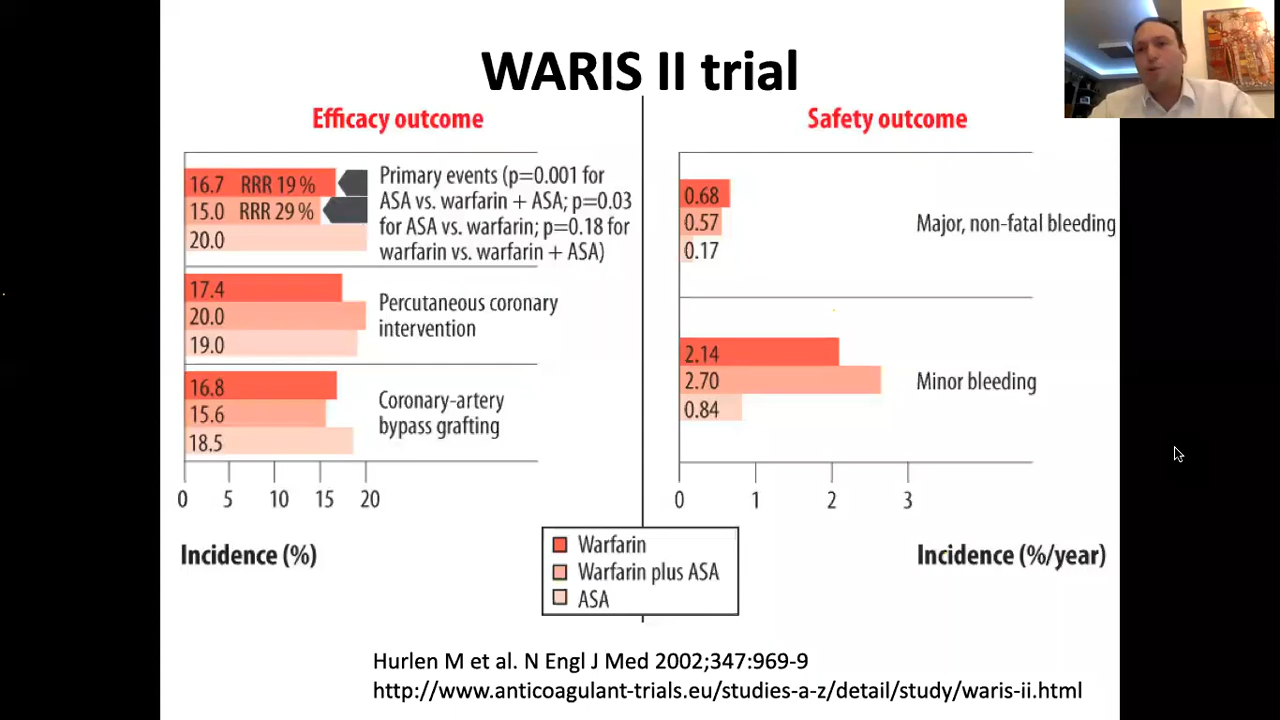 WARIS II trial
Efficacy outcome
16.7 RRR 19 %
15.0 RRR 29 %
20.0
Primary events (p=0.001 for
ASA vs. warfarin + ASA; p=0.03
for ASA vs. warfarin; p=0.18 for
warfarin vs. warfarin + ASA)
17.4
20.0
19.0
Percutaneous coronary
intervention
16.8
15.6
18.5
Coronary-artery
bypass grafting
0 5 10 15 20
Incidence (%)
Safety outcome
0.68
0.57
0.17
Major, non-fatal bleeding
2.14
2.70
0.84
Minor bleeding
0 1 2 3
Incidence (%/year)
Warfarin
Warfarin plus ASA
ASA
Hurlen M et al. N Engl J Med 2002;347:969-9
http://www.anticoagulant-trials.eu/studies-a-z/detail/study/waris-ii.html